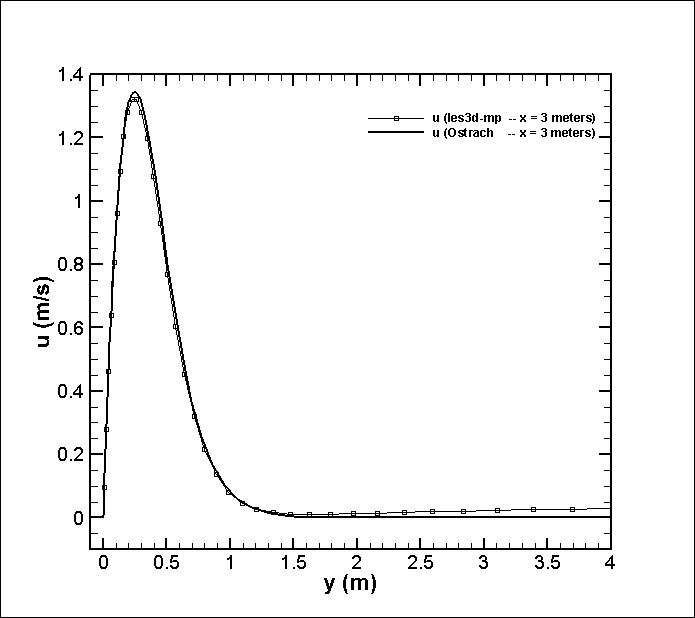 1.4
1.2
1
0.8
0.6
0.4
0.2
0
u (m/s)
u (les3d-mp -- x = 3 meters)
u (Ostrach -- x = 3 meters)
0 0.5 1 1.5 2 2.5 3 3.5 4
y (m)